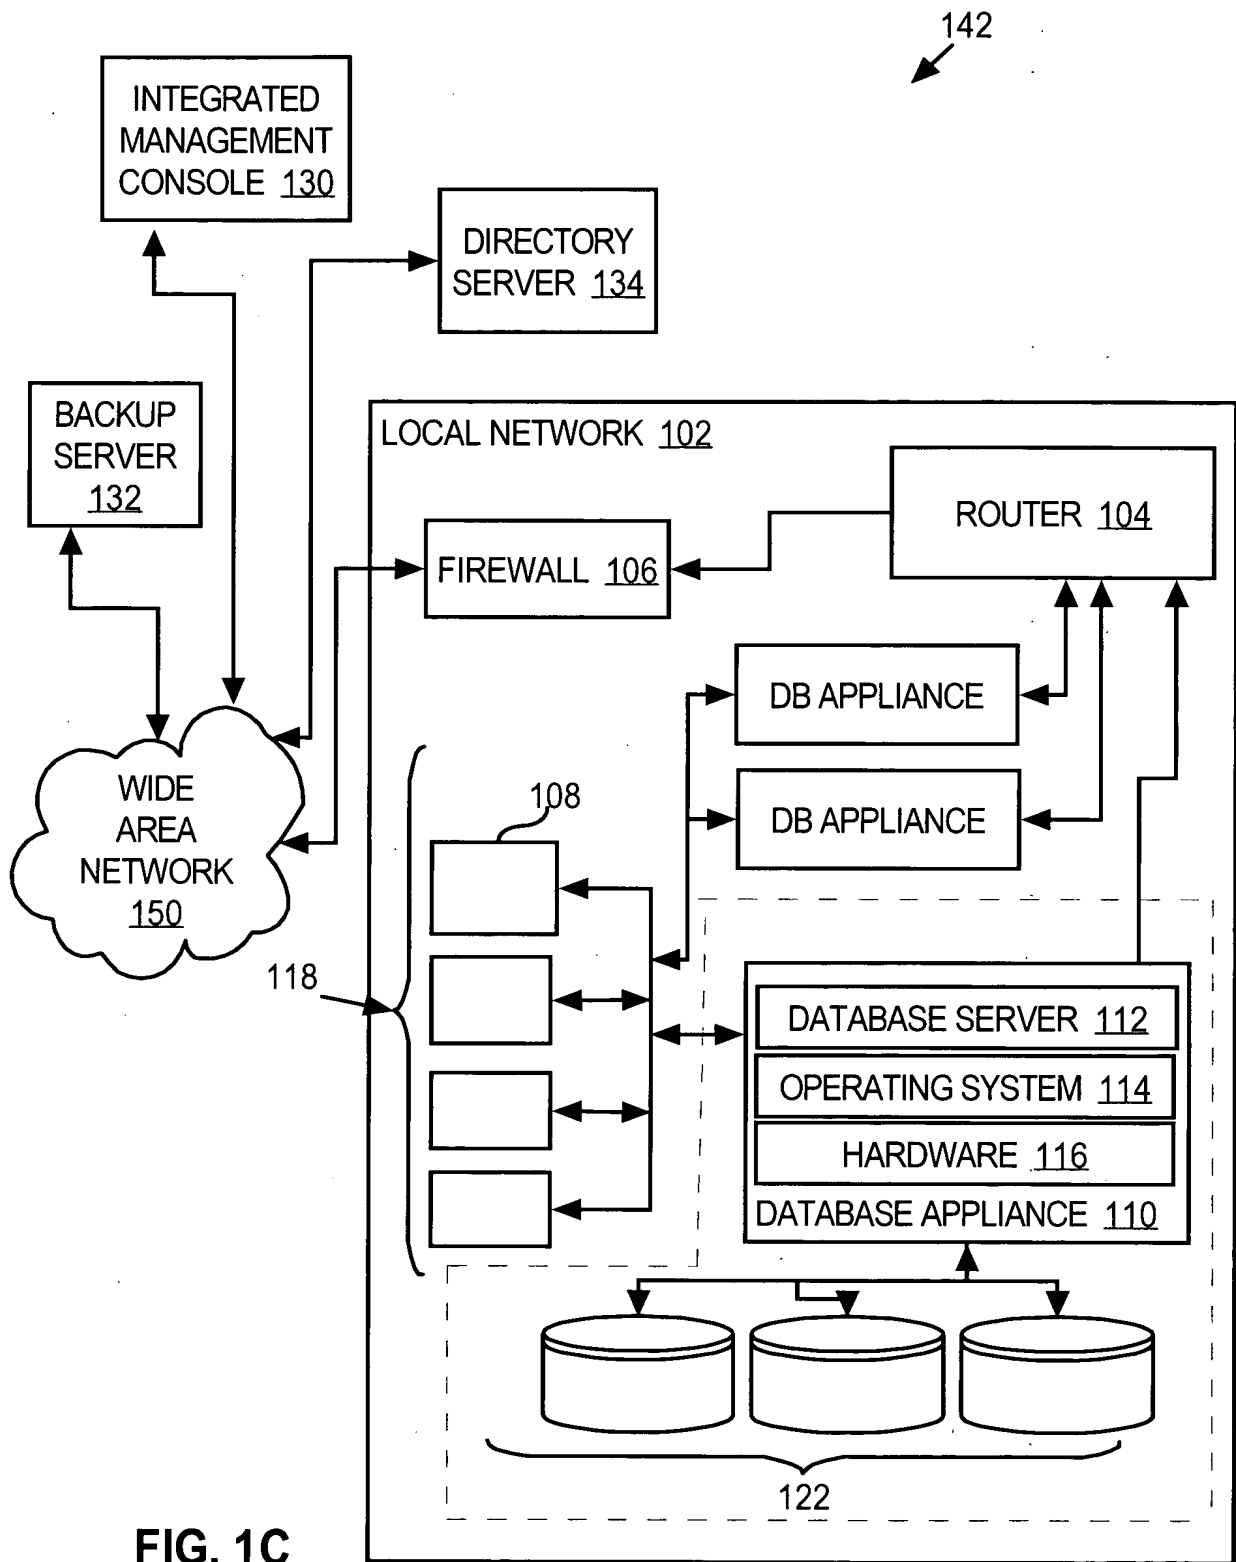 142
INTEGRATED
MANAGEMENT
CONSOLE 130
DIRECTORY
SERVER 134
BACKUP
SERVER
132
LOCAL NETWORK 102
ROUTER 104
FIREWALL 106
DB APPLIANCE
DB APPLIANCE
WIDE
AREA
NETWORK
150
108
118
DATABASE SERVER 112
OPERATING SYSTEM 114
HARDWARE 116
DATABASE APPLIANCE 110
122
FIG. 1C